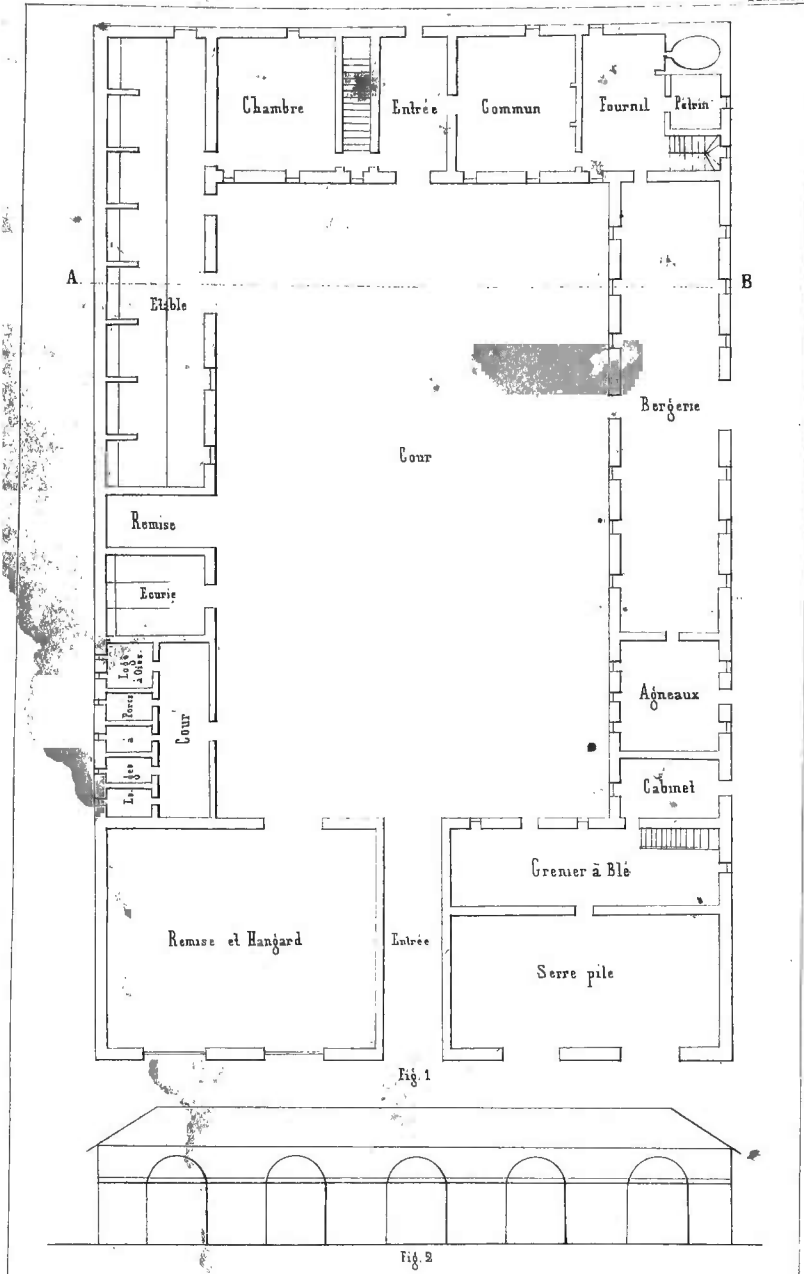 Chambre
Entrée
Commun
Fournil
Pétrin
A
B
Etable
Bergerie
Cour
Remise
Ecurie
Loge
à Oies.
Cour
Porcs
à
Agneaux
Cabinet
Grenier à Blé
Remise et Hangard
Entrée
Serre pile
Fig. 1
Fig. 2